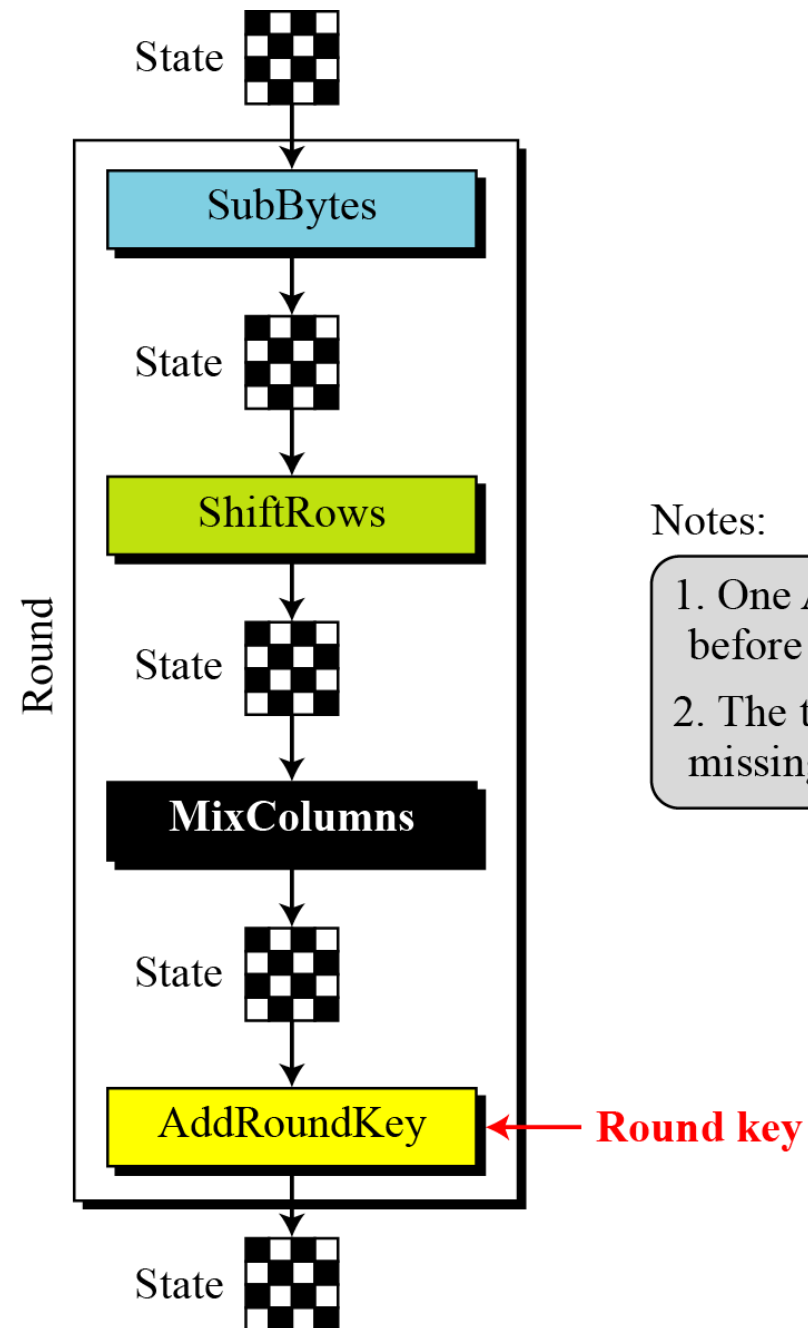 State
SubBytes
State
ShiftRows
State
MixColumns
State
AddRoundKey
Round key
State
Round
Notes:
1. One
before
2. The
missing